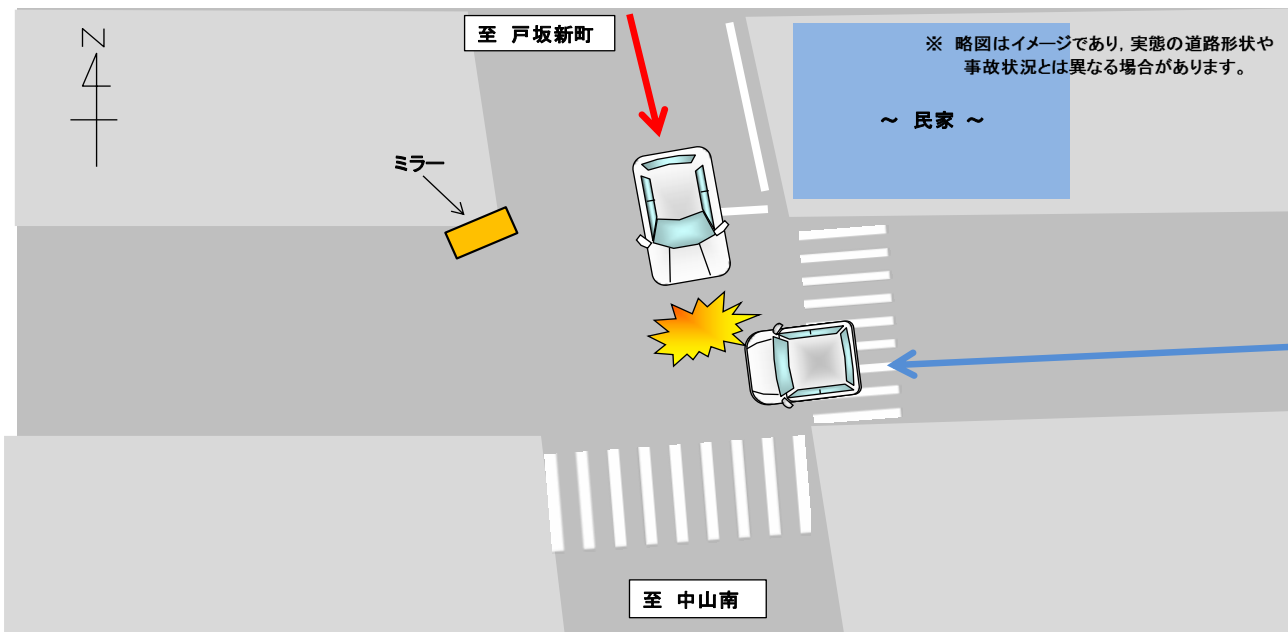 N
至 戸坂新町
※ 略図はイメージであり，実態の道路形状や
事故状況とは異なる場合があります。
～ 民家 ～
ミラー
至 中山南